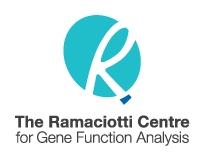 R
The Ramaciotti Centre
for Gene Function Analysis